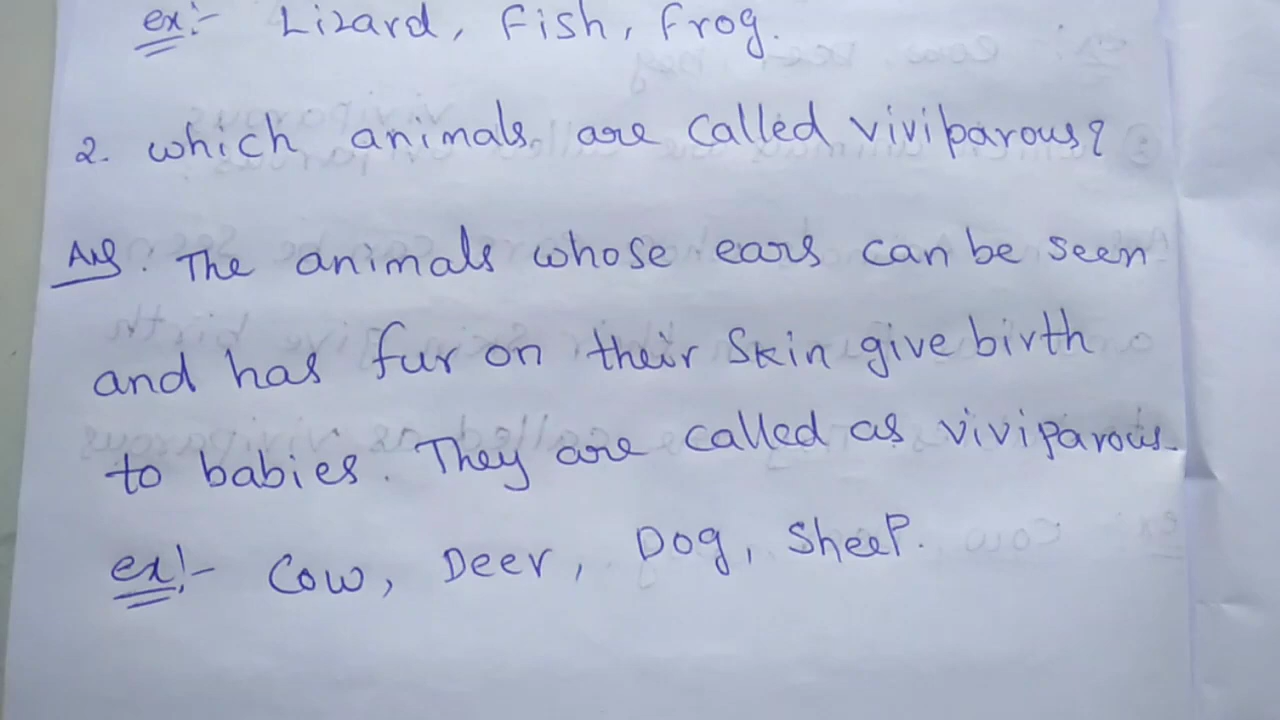 ex:- Lizard, Fish, Frog.
2. which animals are called viviparous?
Ans. The animals whose ears can be seen
and has fur on their skin give birth
to babies. They are called as viviparous.
ex:- Cow, Deer, Dog, Sheep.